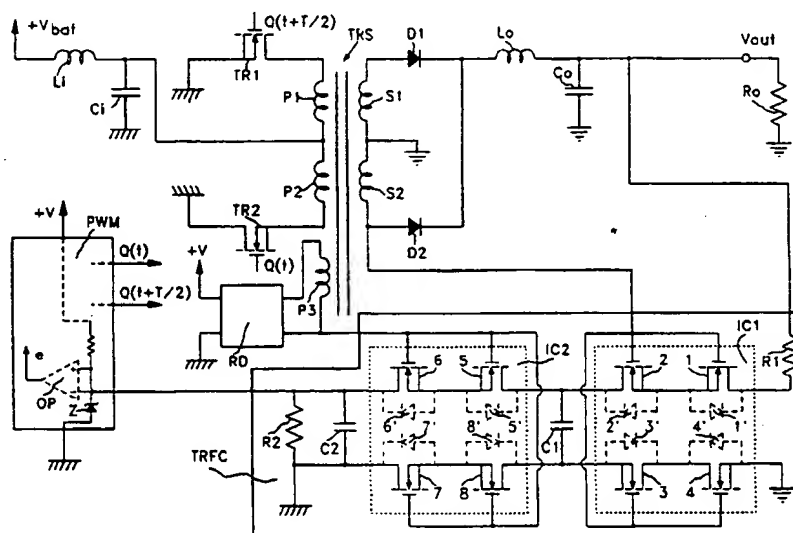 +Vbat
Q(t+T/2)
TRS
D1
Lo
Vout
Li
TR1
Ci
P1
S1
Co
Ro
P2
S2
+V
PWM
TR2
D2
Q(t)
Q(t)
+V
Q(t+T/2)
P3
RD
IC2
IC1
e
OP
Z
6
5
2
1
R1
R2
C2
6'
7'
8'
5'
C1
2'
3'
4'
1'
TRFC
7
8
3
4